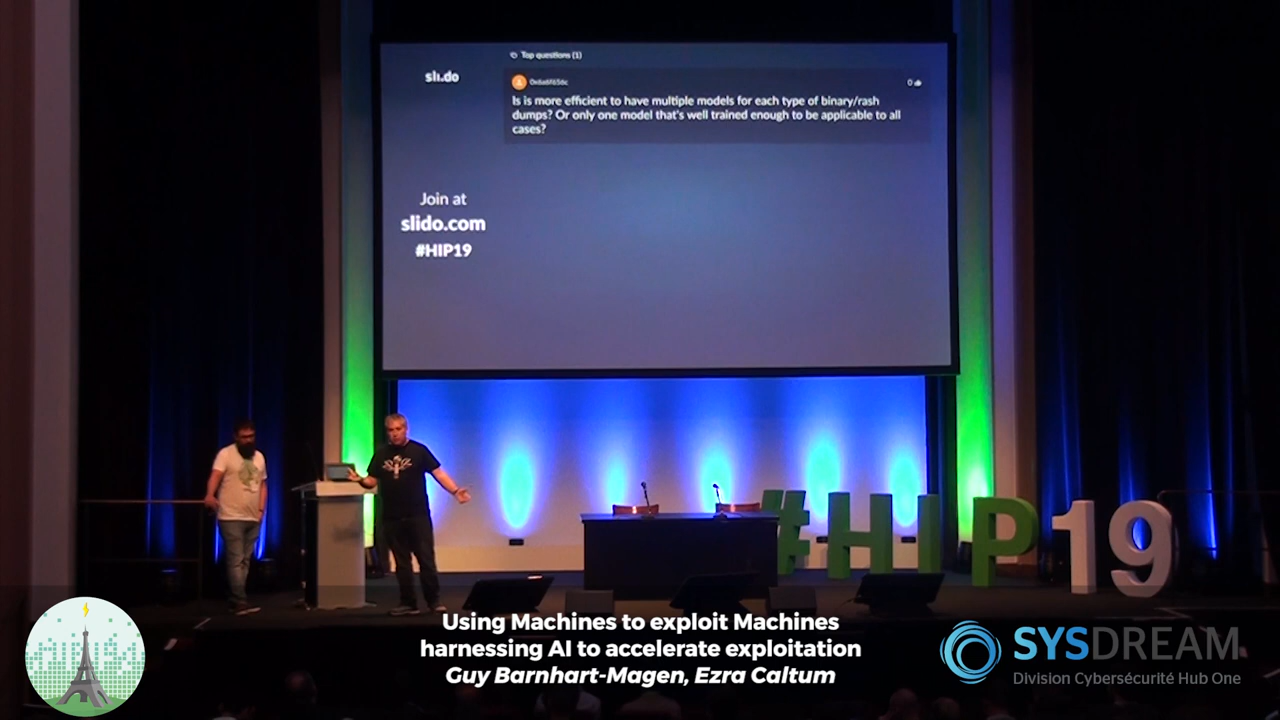 Top questions (1)
sli.do
0
Is is more efficient to have multiple models for each type of binary/rash
dumps? Or only one model that's well trained enough to be applicable to all
cases?
Join at
slido.com
#HIP19
#HIP19
Using Machines to exploit Machines
harnessing AI to accelerate exploitation
Guy Barnhart-Magen, Ezra Caltum
SYSDREAM
Division Cybersécurité Hub One